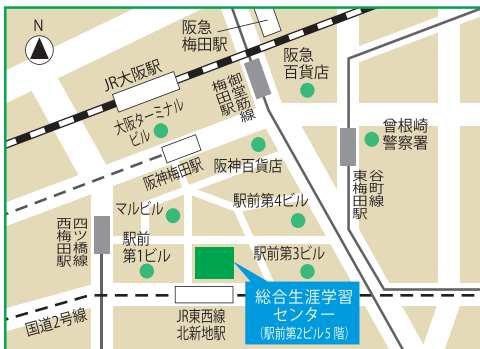 N
阪急
梅田駅
JR大阪駅
阪急
百貨店
御堂筋線
梅田駅
大阪ターミナル
ビル
曾根崎
警察署
阪神梅田駅
阪神百貨店
谷町線
東梅田駅
マルビル
駅前第4ビル
四ツ橋線
西梅田駅
駅前
第1ビル
駅前第3ビル
総合生涯学習
センター
(駅前第2ビル5階)
国道2号線
JR東西線
北新地駅